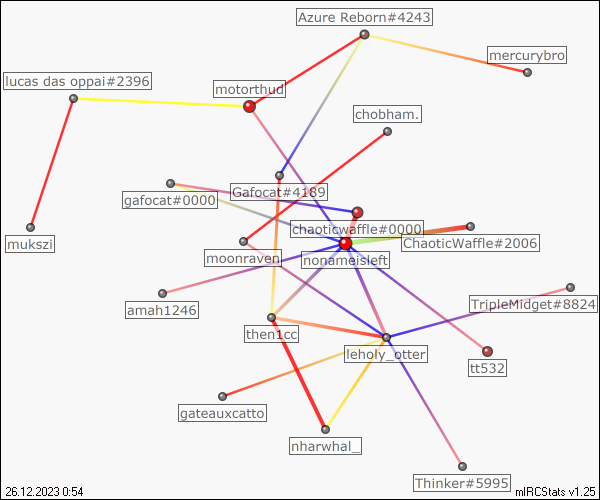 Azure Reborn#4243
mercurybro
lucas das oppai#2396
motorthud
chobham.
Gafocat#4189
gafocat#0000
chaoticwaffle#0000
ChaoticWaffle#2006
mukszi
moonraven
nonameisleft
amah1246
TripleMidget#8824
then1cc
leholy_otter
tt532
gateauxcatto
nharwhal_
Thinker#5995
26.12.2023 0:54
mIRCStats v1.25